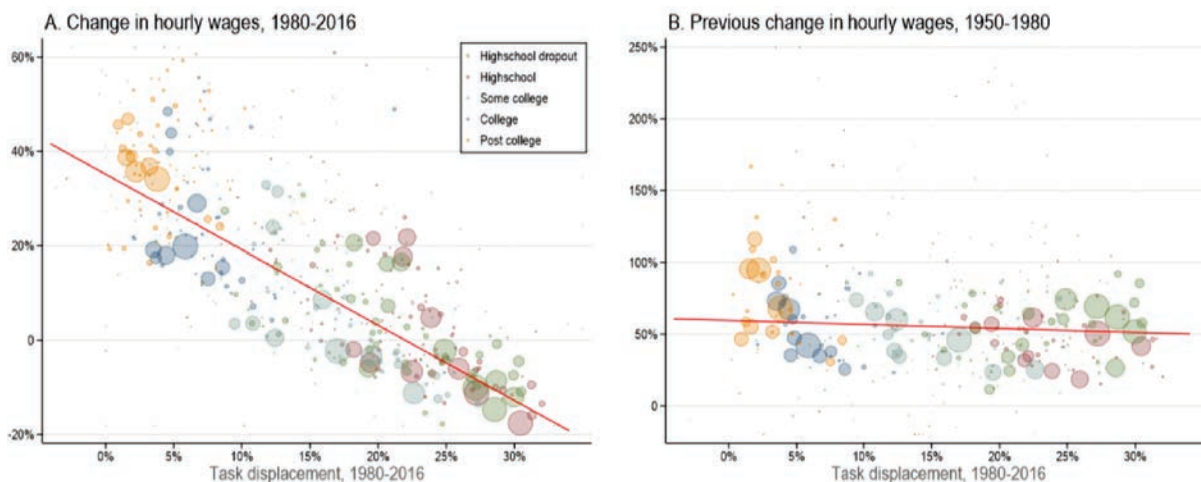 A. Change in hourly wages, 1980-2016
60%
40%
20%
0
-20%
0%
5%
10%
15%
20%
25%
30%
Task displacement, 1980-2016
Highschool dropout
Highschool
Some college
College
Post college
B. Previous change in hourly wages, 1950-1980
250%
200%
150%
100%
50%
0
0%
5%
10%
15%
20%
25%
30%
Task displacement, 1980-2016